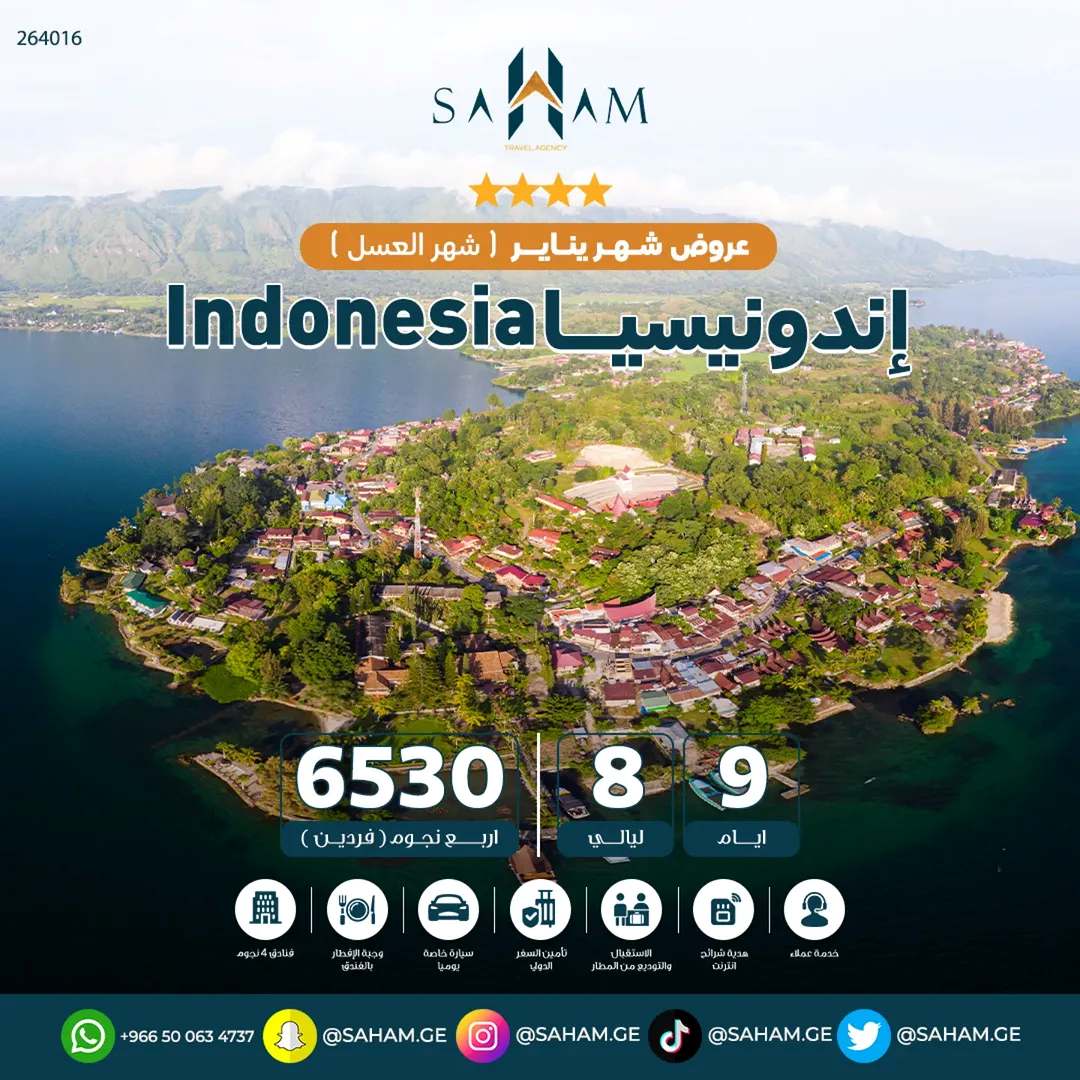 264016
SAHAM
TRAVEL AGENCY
عروض شهر يناير ( شهر العسل )
إندونيسيا Indonesia
9
ايام
8
ليالي
6530
اربع نجوم ( فردين )
خدمة عملاء
هدية شرائح
انترنت
الاستقبال
والتوديع من المطار
تأمين السفر
الدولي
سيارة خاصة
يوميا
وجبة الإفطار
بالفندق
فنادق 4 نجوم
+966 50 063 4737
@SAHAM.GE
@SAHAM.GE
@SAHAM.GE
@SAHAM.GE